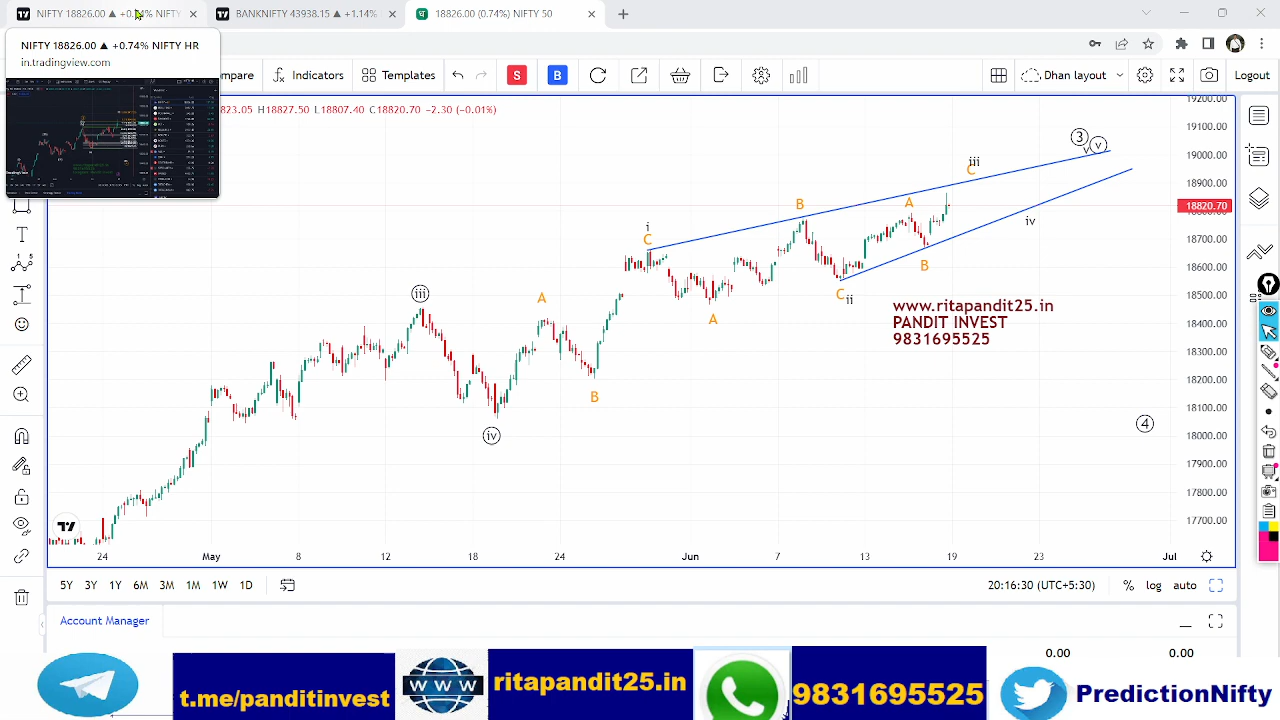 NIFTY 18826.00 ▲ +0.74% NIFTY
BANKNIFTY 43938.15 ▲ +1.14%
18826.00 (0.74%) NIFTY 50
NIFTY 18826.00 ▲ +0.74% NIFTY HR
in.tradingview.com
mpare
Indicators
Templates
S
B
Dhan layout
Logout
823.05 H18827.50 L18807.40 C18820.70 −2.30 (−0.01%)
19200.00
19100.00
19000.00
18900.00
18820.70
18700.00
18600.00
18500.00
18400.00
18300.00
18200.00
18100.00
18000.00
17900.00
17800.00
17700.00
3
v
v
iii
C
i
C
B
A
iv
B
C
ii
iii
A
A
B
iv
4
www.ritapandit25.in
PANDIT INVEST
9831695525
24
May
8
12
18
24
Jun
7
13
19
23
Jul
5Y
3Y
1Y
6M
3M
1M
1W
1D
20:16:30 (UTC+5:30)
%
log
auto
Account Manager
0.00
0.00
t.me/panditinvest
WWW
ritapandit25.in
9831695525
PredictionNifty